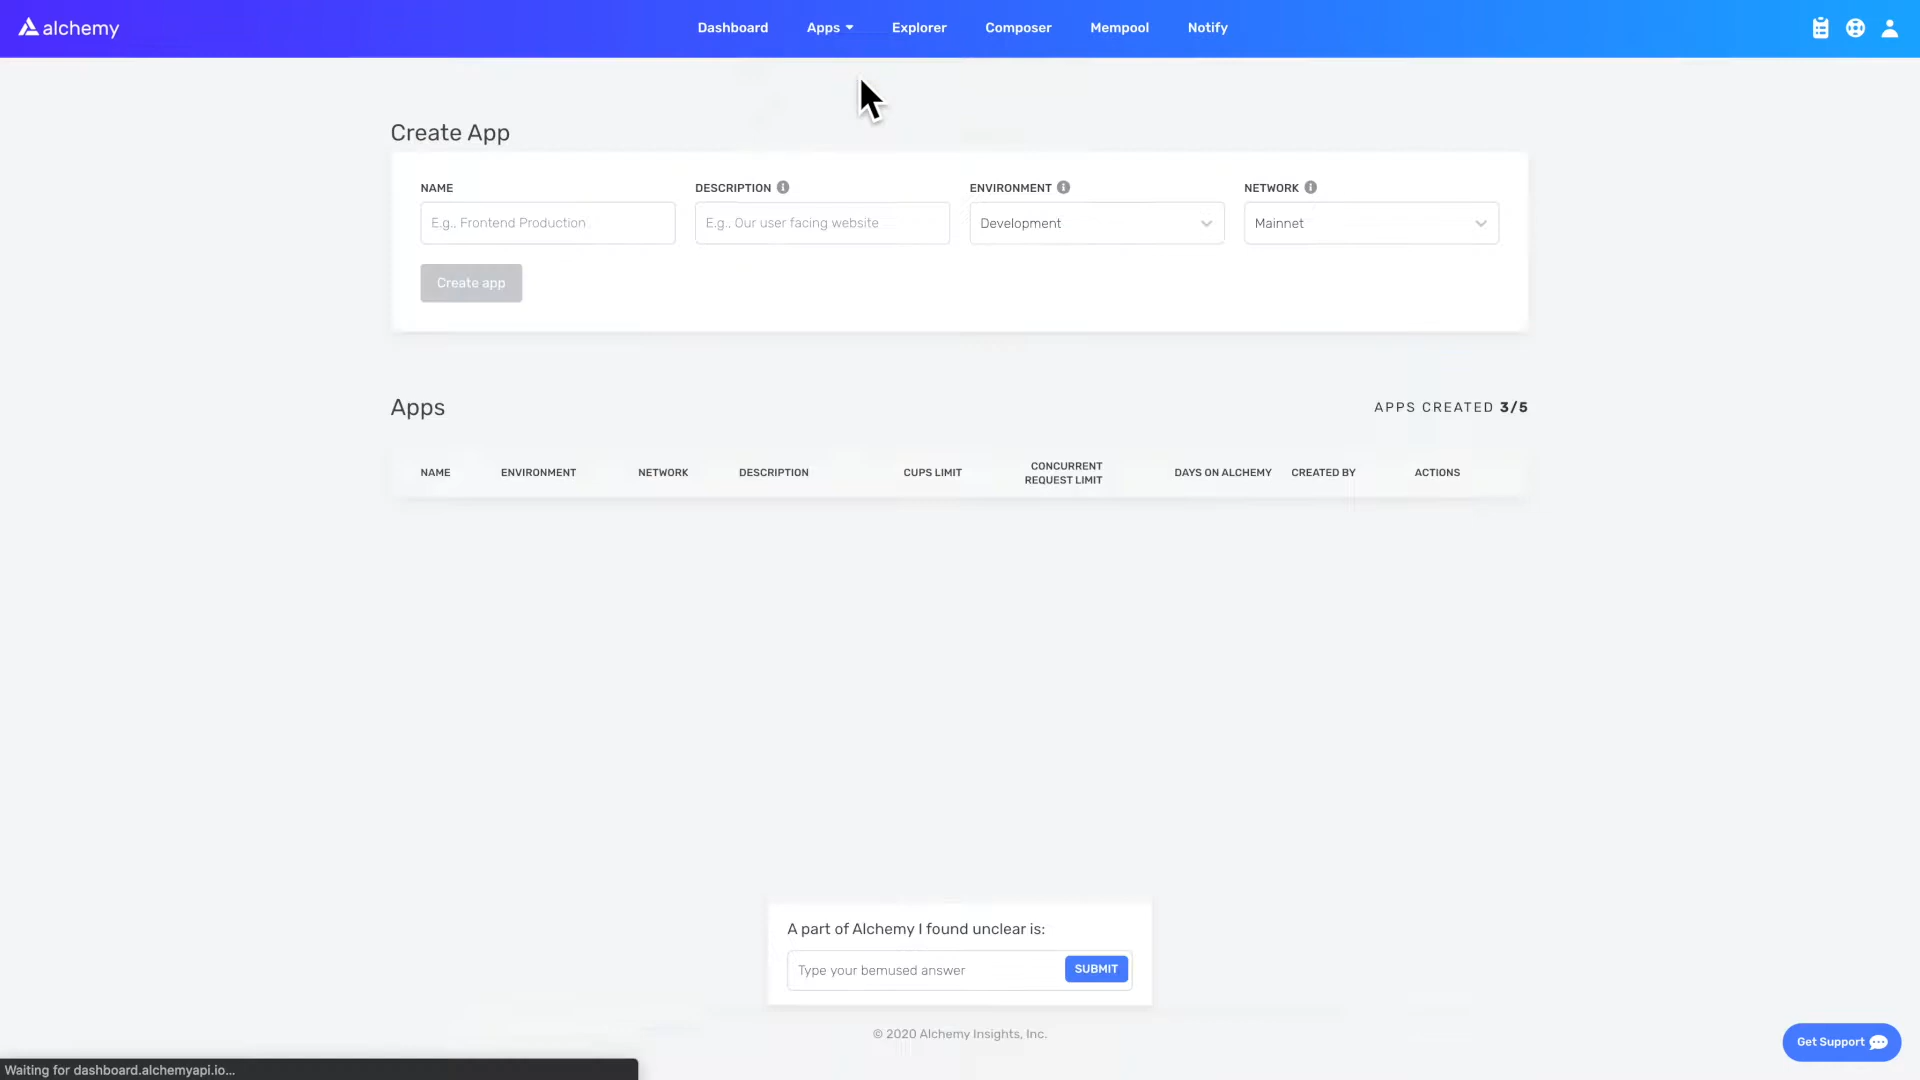 alchemy
Dashboard
Apps
Explorer
Composer
Mempool
Notify
Create App
NAME
DESCRIPTION
ENVIRONMENT
NETWORK
E.g., Frontend Production
E.g., Our user facing website
Development
Mainnet
Create app
Apps
APPS CREATED 3/5
NAME
ENVIRONMENT
NETWORK
DESCRIPTION
CUPS LIMIT
CONCURRENT
REQUEST LIMIT
DAYS ON ALCHEMY
CREATED BY
ACTIONS
A part of Alchemy I found unclear is:
Type your bemused answer
SUBMIT
© 2020 Alchemy Insights, Inc.
Get Support
Waiting for dashboard.alchemyapi.io...